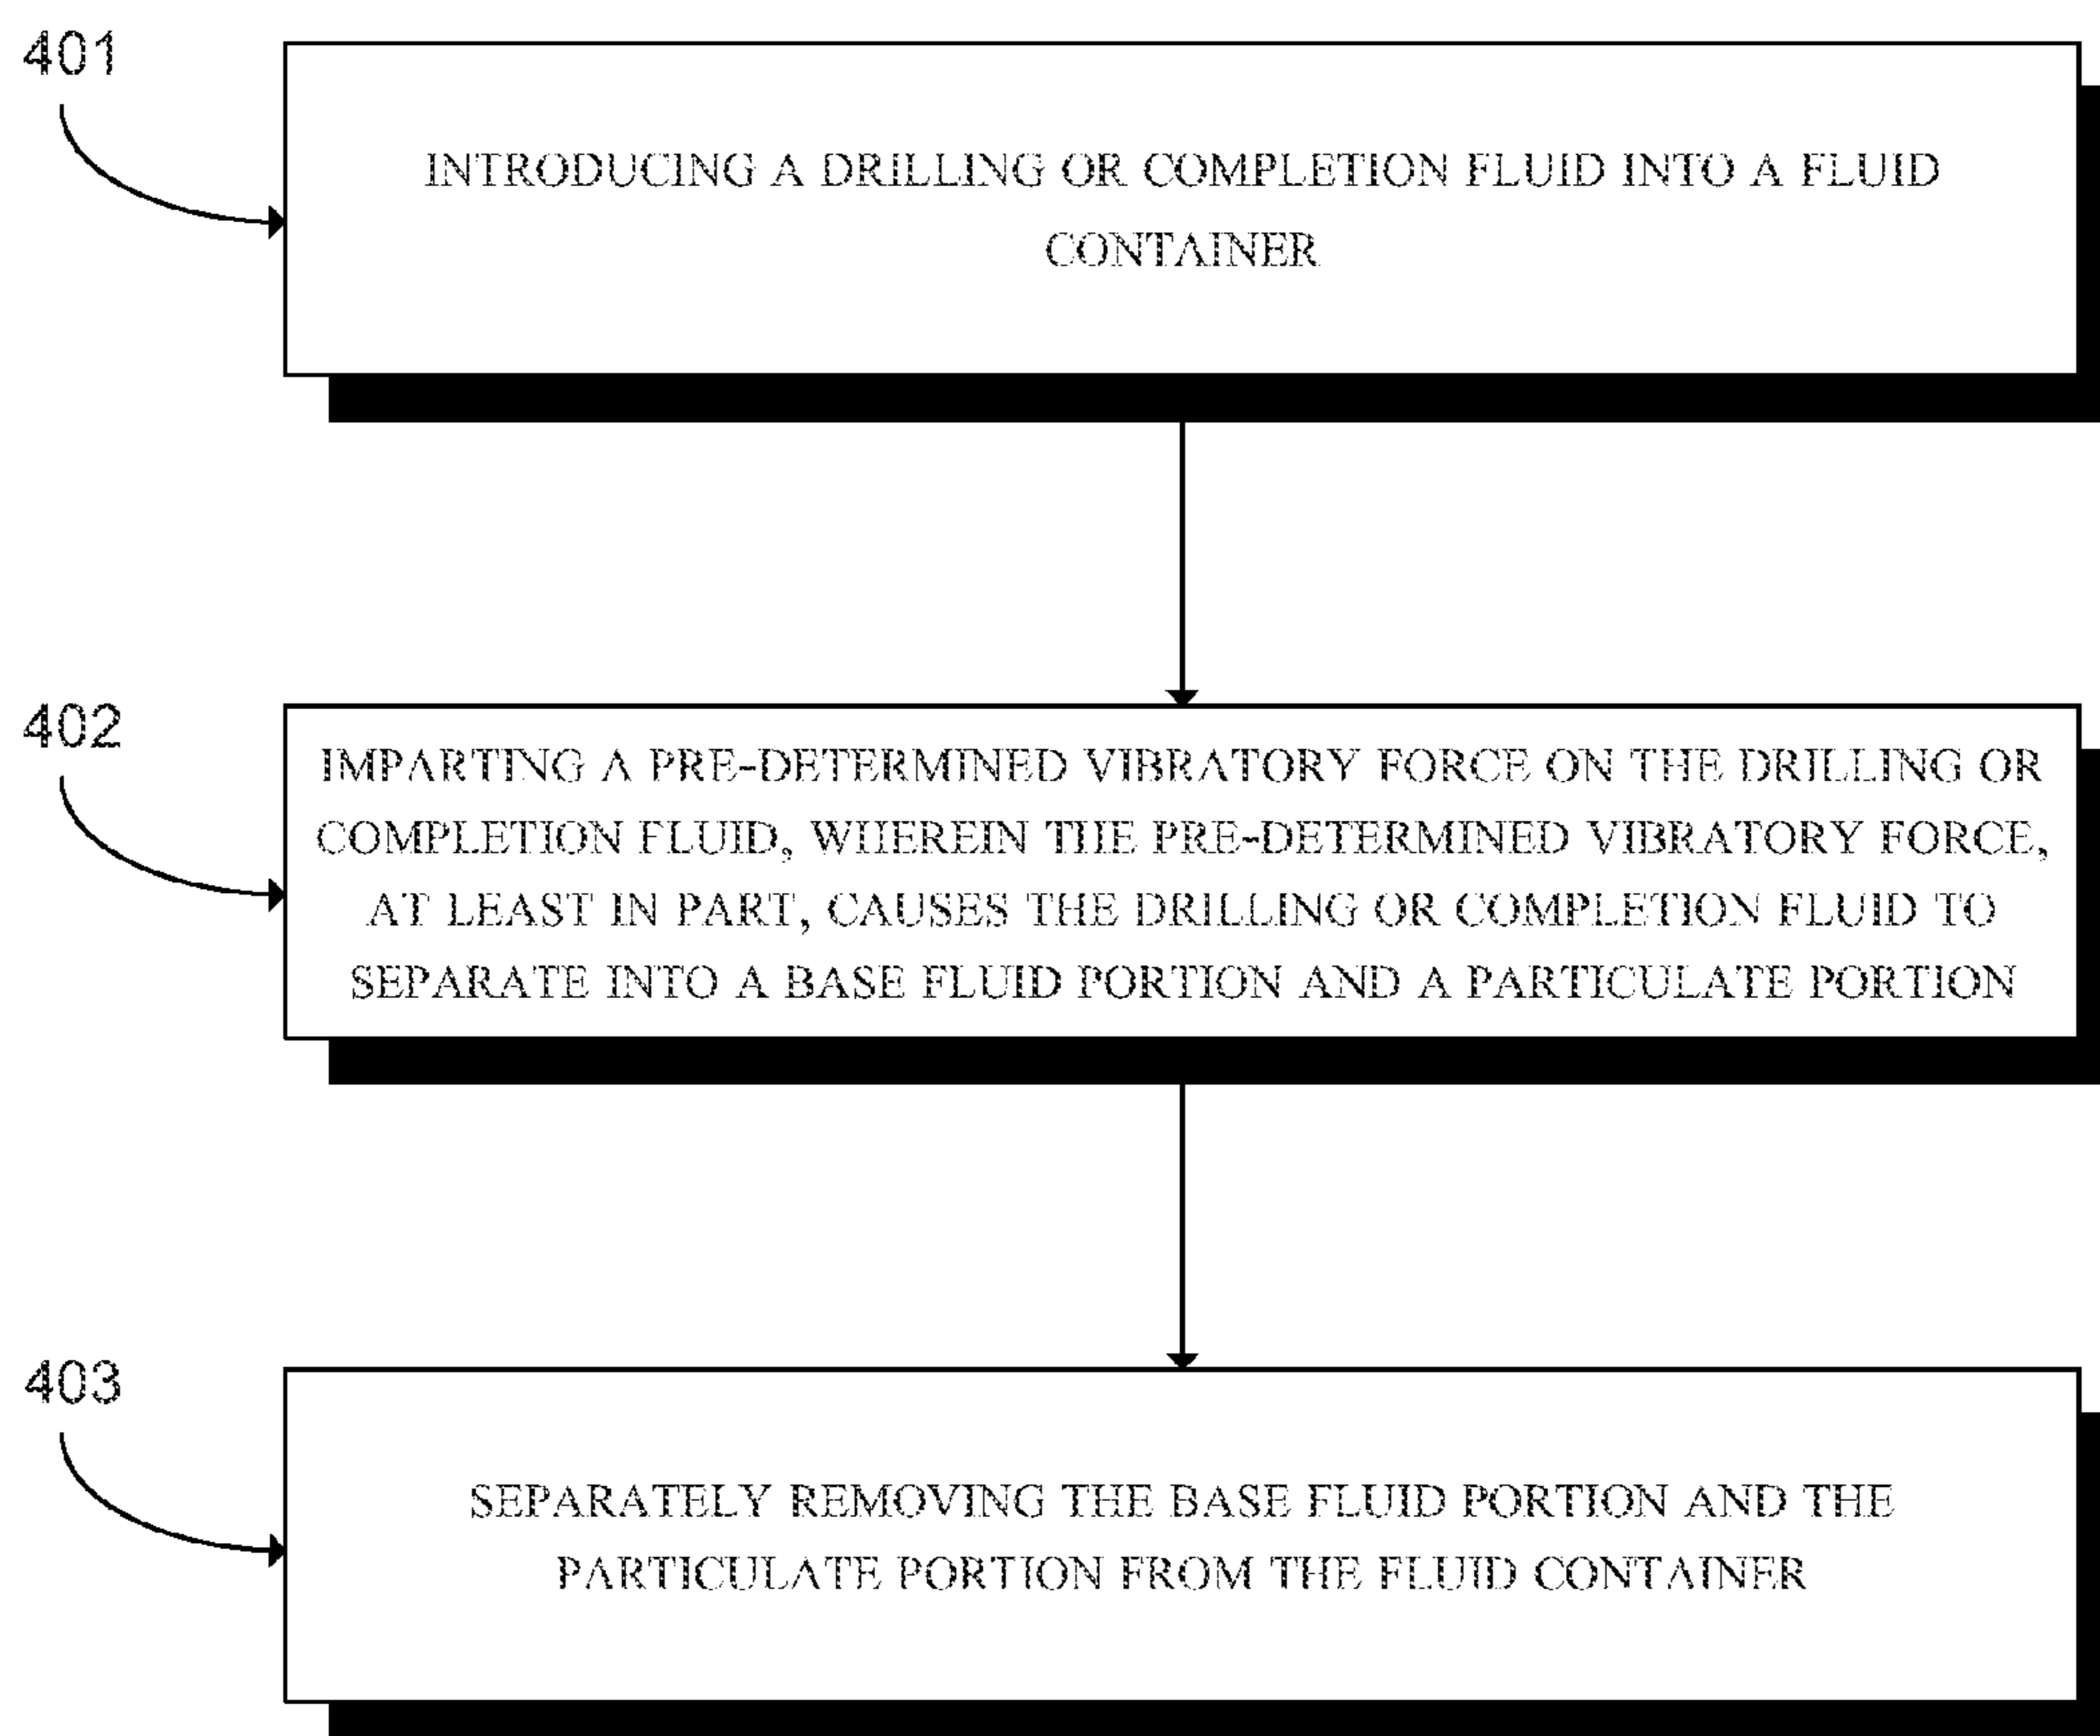 401
INTRODUCING A DRILLING OR COMPLETION FLUID INTO A FLUID
CONTAINER
402
IMPARTING A PRE-DETERMINED VIBRATORY FORCE ON THE DRILLING OR
COMPLETION FLUID, WHEREIN THE PRE-DETERMINED VIBRATORY FORCE,
AT LEAST IN PART, CAUSES THE DRILLING OR COMPLETION FLUID TO
SEPARATE INTO A BASE FLUID PORTION AND A PARTICULATE PORTION
403
SEPARATELY REMOVING THE BASE FLUID PORTION AND THE
PARTICULATE PORTION FROM THE FLUID CONTAINER